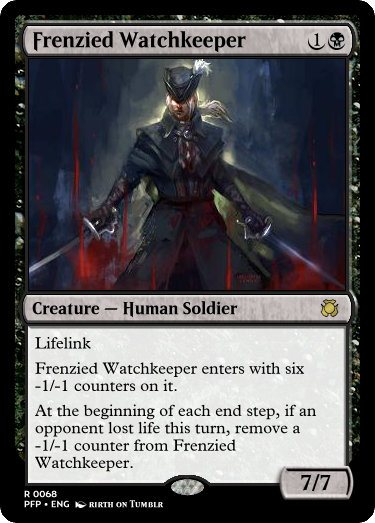 Frenzied Watchkeeper 1
Creature — Human Soldier
Lifelink
Frenzied Watchkeeper enters with six
-1/-1 counters on it.
At the beginning of each end step, if an
opponent lost life this turn, remove a
-1/-1 counter from Frenzied
Watchkeeper.
7/7
R 0068
PFP • ENG RIRTH ON TUMBLR